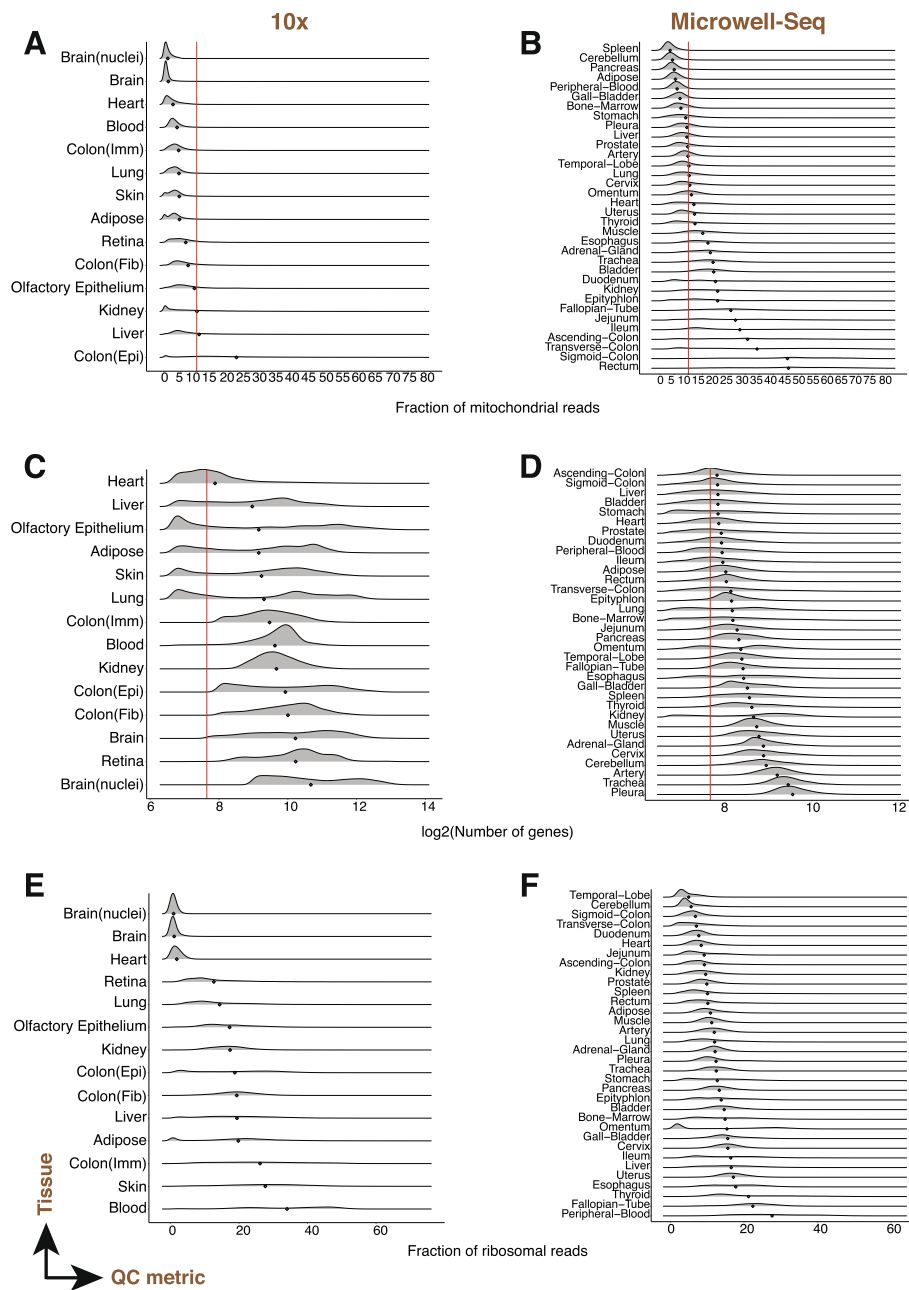 10x
Microwell-Seq
A
Brain(nuclei)
Brain
Heart
Blood
Colon(Imm)
Lung
Skin
Adipose
Retina
Colon(Fib)
Olfactory Epithelium
Kidney
Liver
Colon(Epi)
0 5 10 15 20 25 30 35 40 45 50 55 60 65 70 75 80
B
Spleen
Cerebellum
Pancreas
Adipose
Peripheral−Blood
Gall−Bladder
Bone−Marrow
Stomach
Pleura
Liver
Prostate
Artery
Temporal−Lobe
Lung
Cervix
Omentum
Heart
Uterus
Thyroid
Muscle
Esophagus
Adrenal−Gland
Trachea
Bladder
Duodenum
Kidney
Epityphlon
Fallopian−Tube
Jejunum
Ileum
Ascending−Colon
Transverse−Colon
Sigmoid−Colon
Rectum
0 5 10 15 20 25 30 35 40 45 50 55 60 65 70 75 80
Fraction of mitochondrial reads
C
Heart
Liver
Olfactory Epithelium
Adipose
Skin
Lung
Colon(Imm)
Blood
Kidney
Colon(Epi)
Colon(Fib)
Brain
Retina
Brain(nuclei)
6 8 10 12 14
D
Ascending−Colon
Sigmoid−Colon
Liver
Bladder
Stomach
Heart
Prostate
Duodenum
Peripheral−Blood
Ileum
Adipose
Rectum
Transverse−Colon
Epityphlon
Lung
Bone−Marrow
Jejunum
Pancreas
Omentum
Temporal−Lobe
Fallopian−Tube
Esophagus
Gall−Bladder
Spleen
Thyroid
Kidney
Muscle
Uterus
Adrenal−Gland
Cervix
Cerebellum
Artery
Trachea
Pleura
8 10 12
log2(Number of genes)
E
Brain(nuclei)
Brain
Heart
Retina
Lung
Olfactory Epithelium
Kidney
Colon(Epi)
Colon(Fib)
Liver
Adipose
Colon(Imm)
Skin
Blood
0 20 40 60
F
Temporal−Lobe
Cerebellum
Sigmoid−Colon
Transverse−Colon
Duodenum
Heart
Jejunum
Ascending−Colon
Kidney
Prostate
Spleen
Rectum
Adipose
Muscle
Artery
Lung
Adrenal−Gland
Pleura
Trachea
Stomach
Pancreas
Epityphlon
Bladder
Bone−Marrow
Omentum
Gall−Bladder
Cervix
Ileum
Liver
Uterus
Esophagus
Thyroid
Fallopian−Tube
Peripheral−Blood
0 20 40 60
Fraction of ribosomal reads
Tissue
QC metric